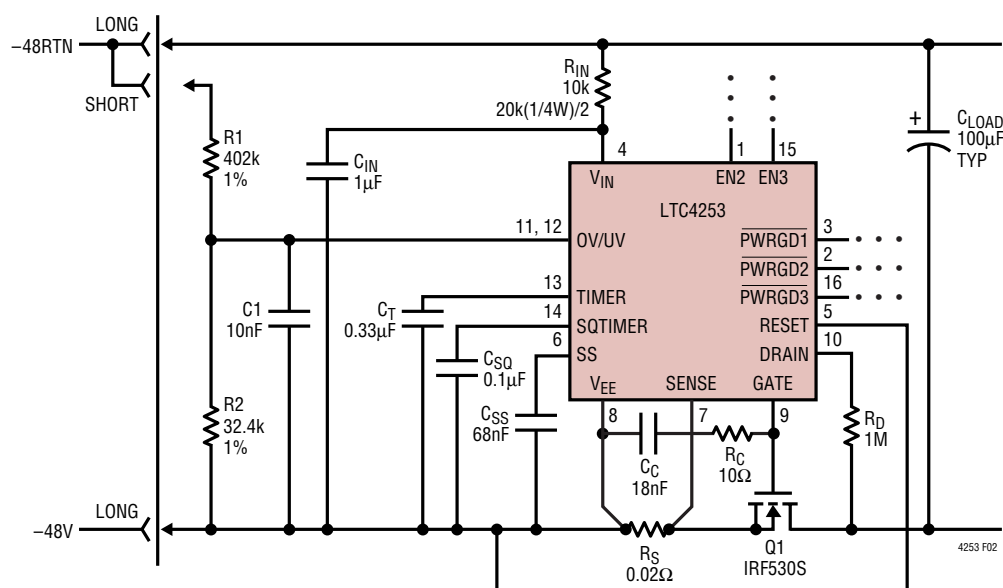 LONG
–48RTN
SHORT
R1
402k
1%
CIN
1µF
RIN
10k
20k(1/4W)/2
4
1
15
VIN
EN2
EN3
LTC4253
+
CLOAD
100µF
TYP
11, 12
OV/UV
PWRGD1
3
PWRGD2
2
PWRGD3
16
13
TIMER
RESET
5
14
SQTIMER
DRAIN
10
6
SS
VEE
SENSE
GATE
8
7
9
C1
10nF
CT
0.33µF
CSQ
0.1µF
CSS
68nF
R2
32.4k
1%
CC
18nF
RC
10Ω
RD
1M
LONG
–48V
RS
0.02Ω
Q1
IRF530S
4253 F02